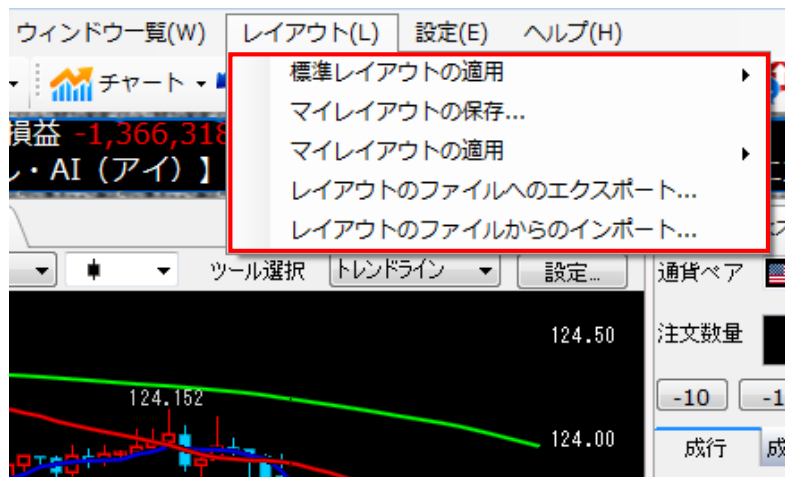 ウィンドウ一覧(W) レイアウト(L) 設定(E) ヘルプ(H)
チャート
標準レイアウトの適用
マイレイアウトの保存...
マイレイアウトの適用
レイアウトのファイルへのエクスポート...
レイアウトのファイルからのインポート...
損益 -1,366,318
・AI（アイ）】
ツール選択 トレンドライン 設定... 通貨ペア
124.50 注文数量
124.152 -10
124.00 成行